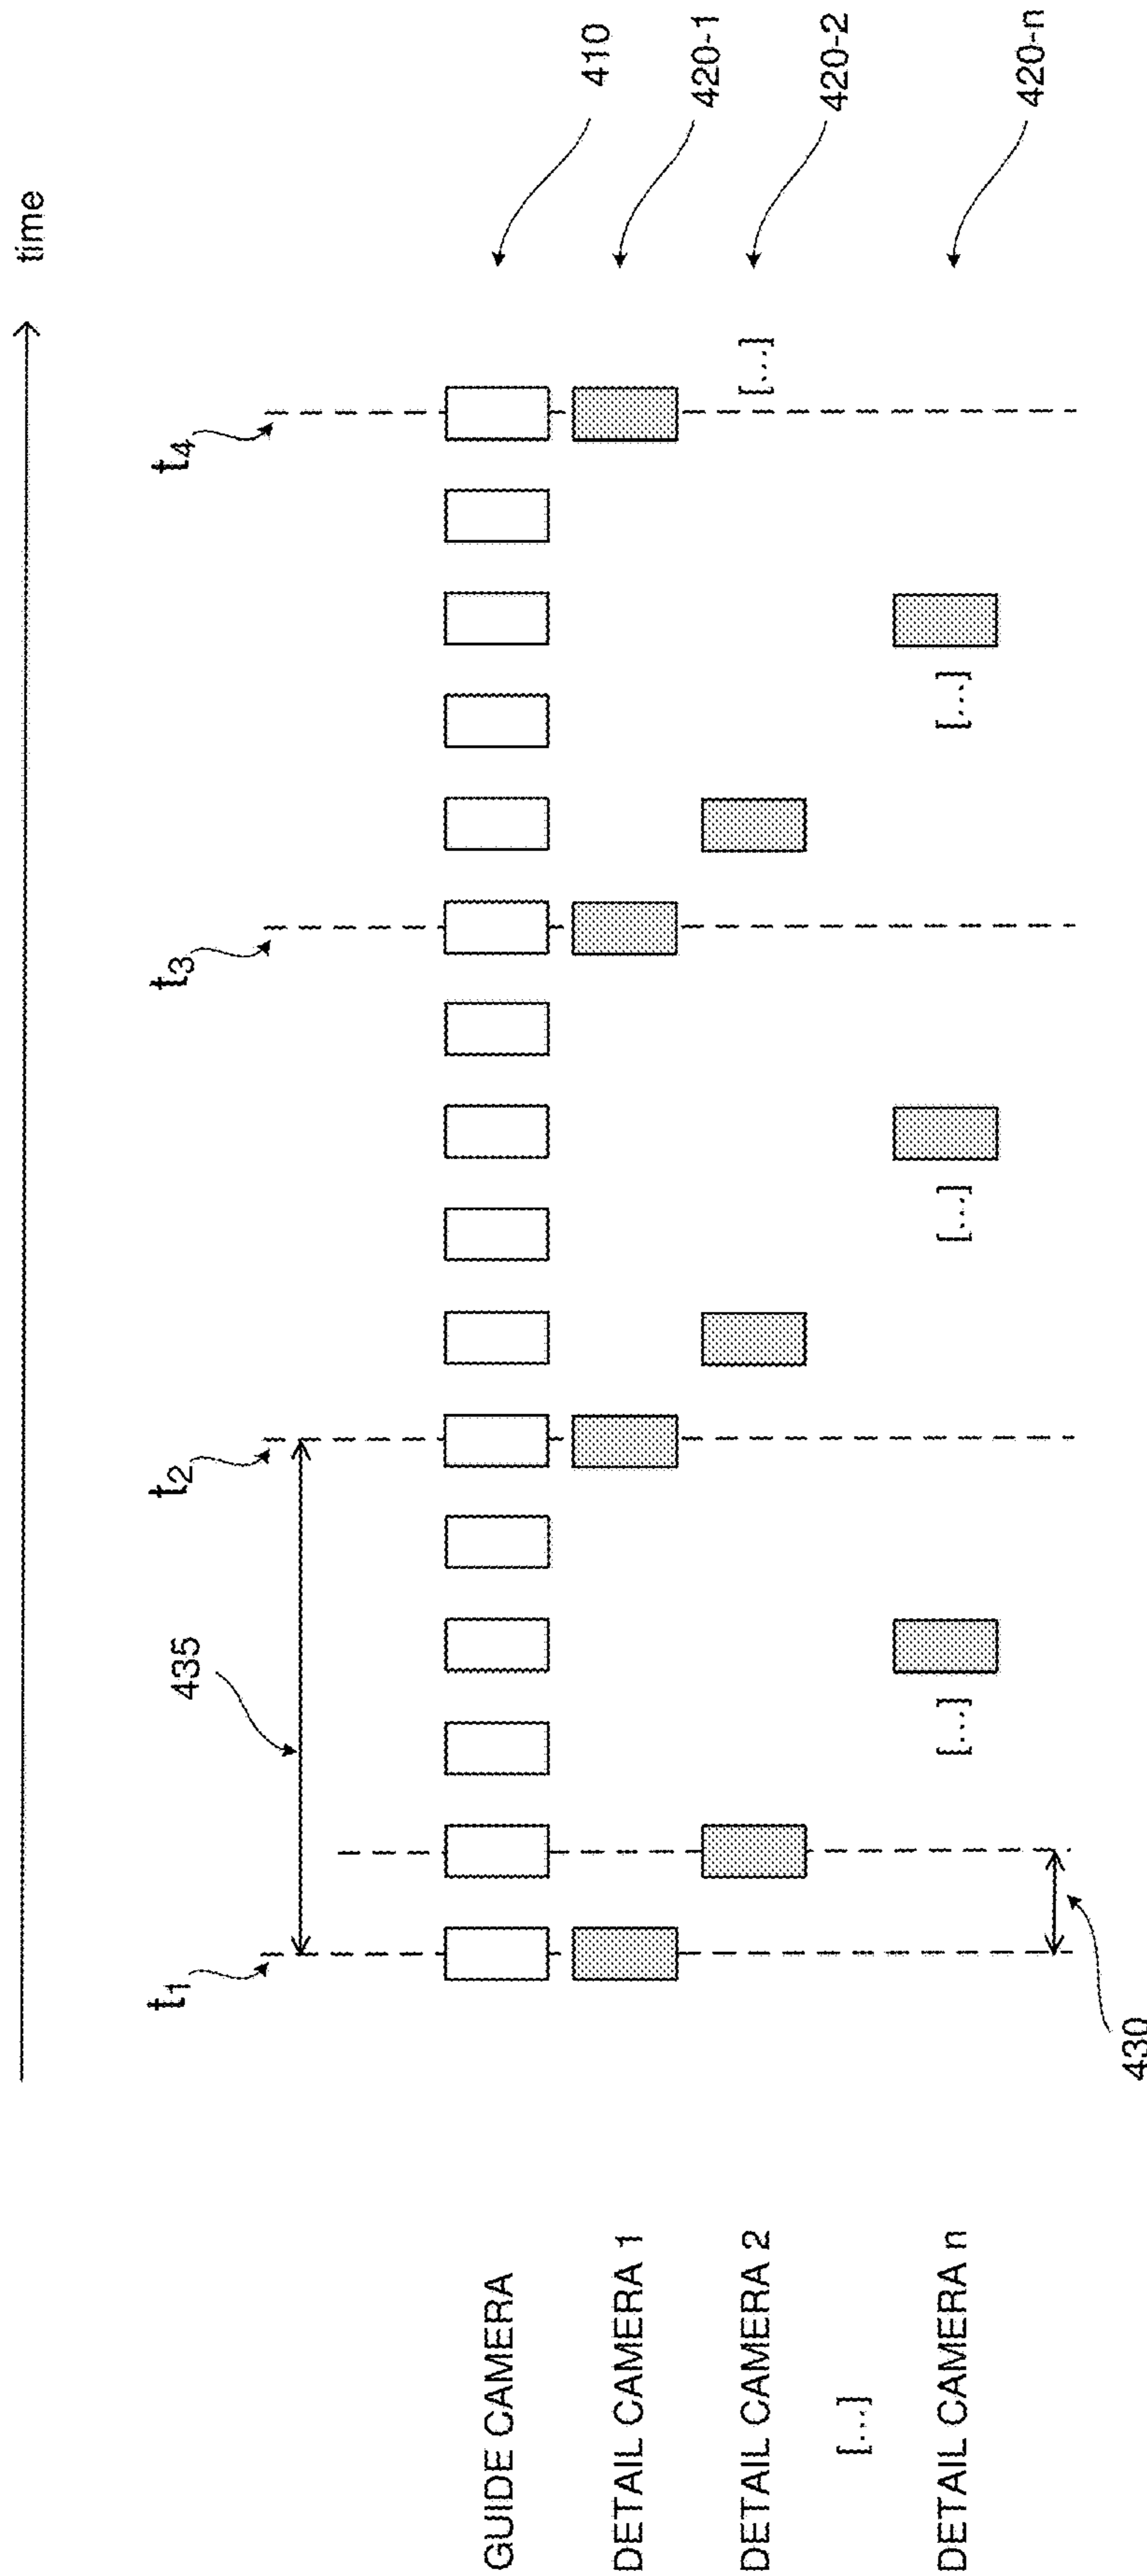 time
t1
t2
t3
t4
435
GUIDE CAMERA
410
DETAIL CAMERA 1
420-1
DETAIL CAMERA 2
[...]
420-2
[...]
DETAIL CAMERA n
[...]
[...]
[...]
420-n
430